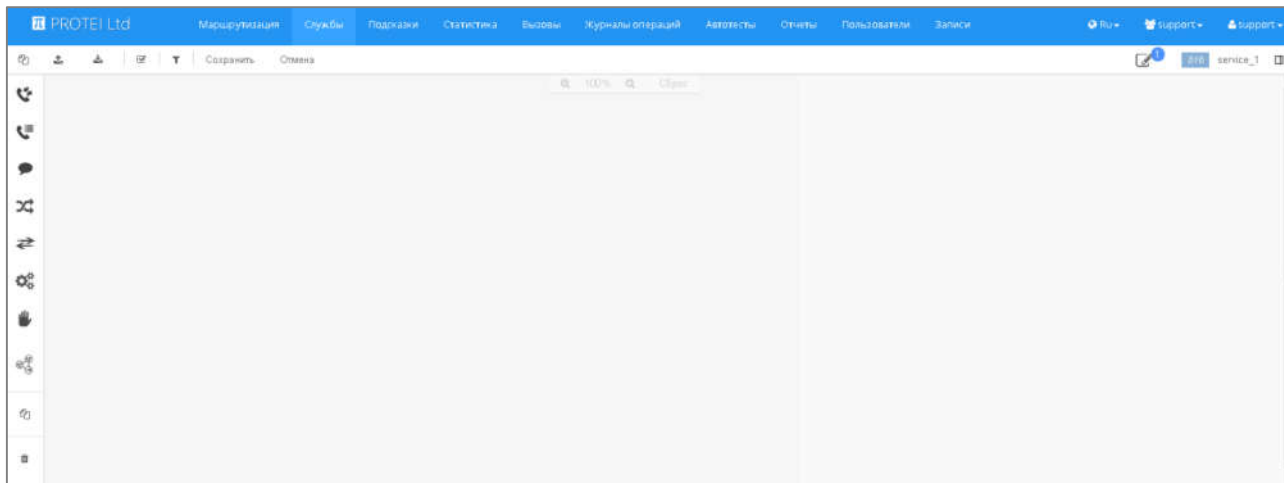 PROTEI Ltd Маршрутизация Службы Подсказки Статистика Вызовы Журналы операций Автотесты Отчеты Пользователи Записи Ru support support
Сохранить Отмена 1 service_1
100% Сброс